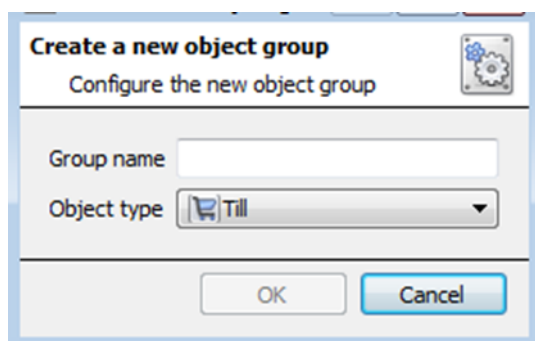 Create a new object group
Configure the new object group
Group name
Object type Till
OK Cancel